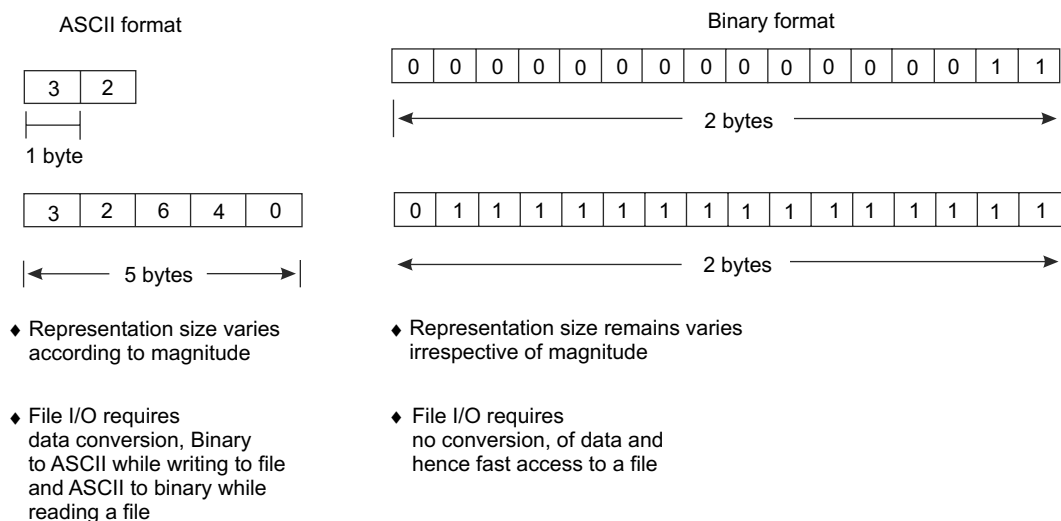 ASCII format
Binary format
3 2
0 0 0 0 0 0 0 0 0 0 0 0 0 0 1 1
2 bytes
1 byte
3 2 6 4 0
0 1 1 1 1 1 1 1 1 1 1 1 1 1 1 1
5 bytes
2 bytes
♦ Representation size varies
according to magnitude
♦ File I/O requires
data conversion, Binary
to ASCII while writing to file
and ASCII to binary while
reading a file
♦ Representation size remains varies
irrespective of magnitude
♦ File I/O requires
no conversion, of data and
hence fast access to a file